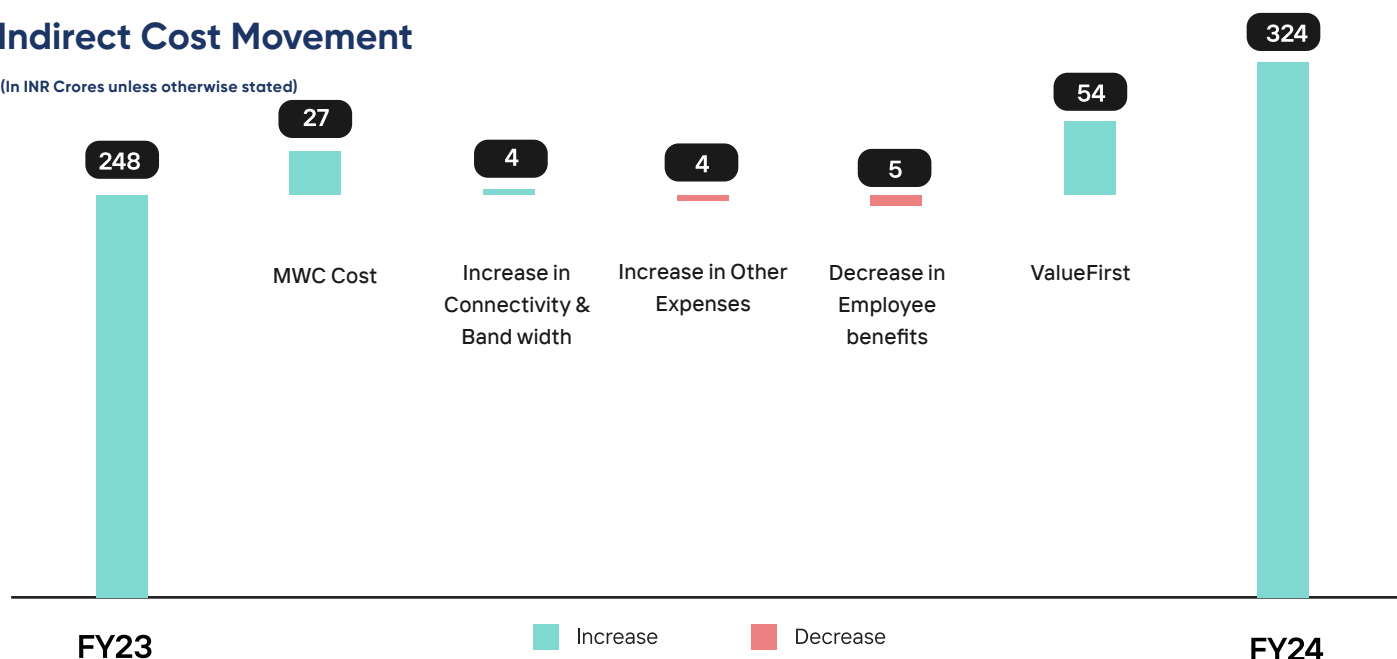 Indirect Cost Movement
(In INR Crores unless otherwise stated)
248
27
4
4
5
54
324
MWC Cost
Increase in
Connectivity &
Band width
Increase in Other
Expenses
Decrease in
Employee
benefits
ValueFirst
FY23
Increase
Decrease
FY24